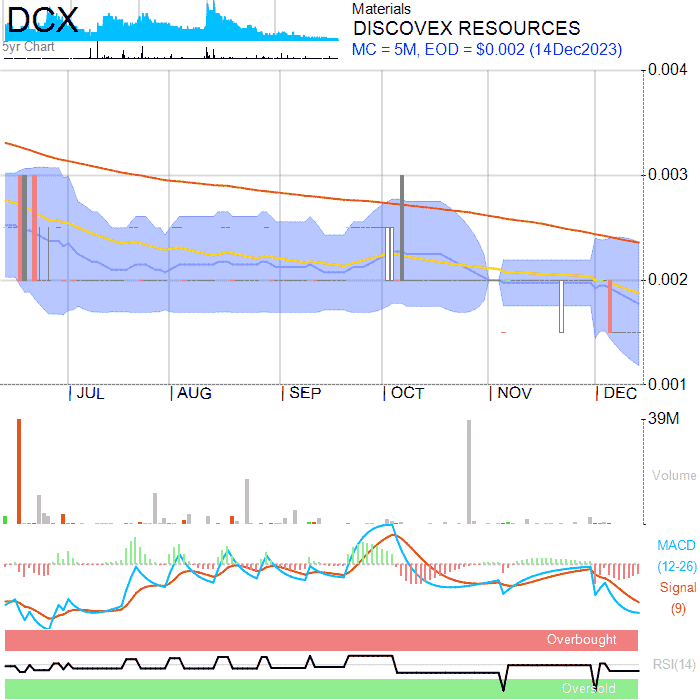 DCX
Materials
DISCOVEX RESOURCES
5yr Chart
MC = 5M, EOD = $0.002 (14Dec2023)
0.004
0.003
0.002
0.001
JUL AUG SEP OCT NOV DEC
39M
Volume
MACD
(12-26)
Signal
(9)
Overbought
RSI(14)
Oversold